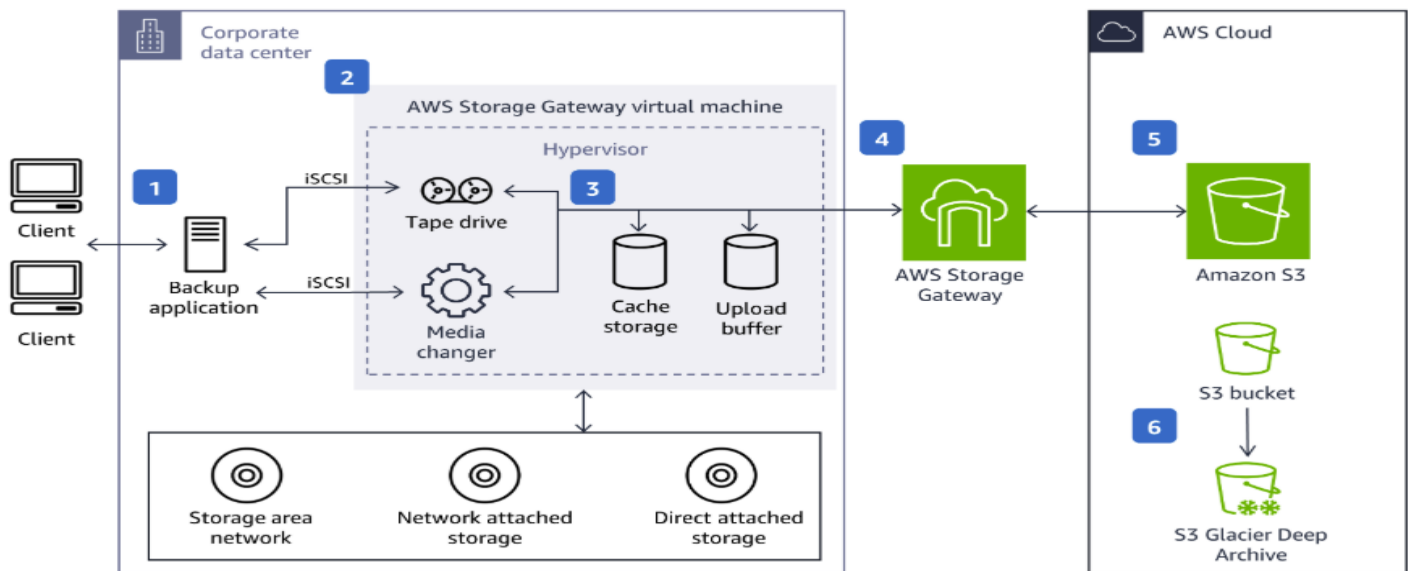 Corporate
data center
AWS Cloud
2
AWS Storage Gateway virtual machine
Hypervisor
4
5
1
iSCSI
3
Tape drive
Client
iSCSI
Backup
application
Media
changer
Cache
storage
Upload
buffer
AWS Storage
Gateway
Amazon S3
Client
S3 bucket
6
Storage area
network
Network attached
storage
Direct attached
storage
S3 Glacier Deep
Archive